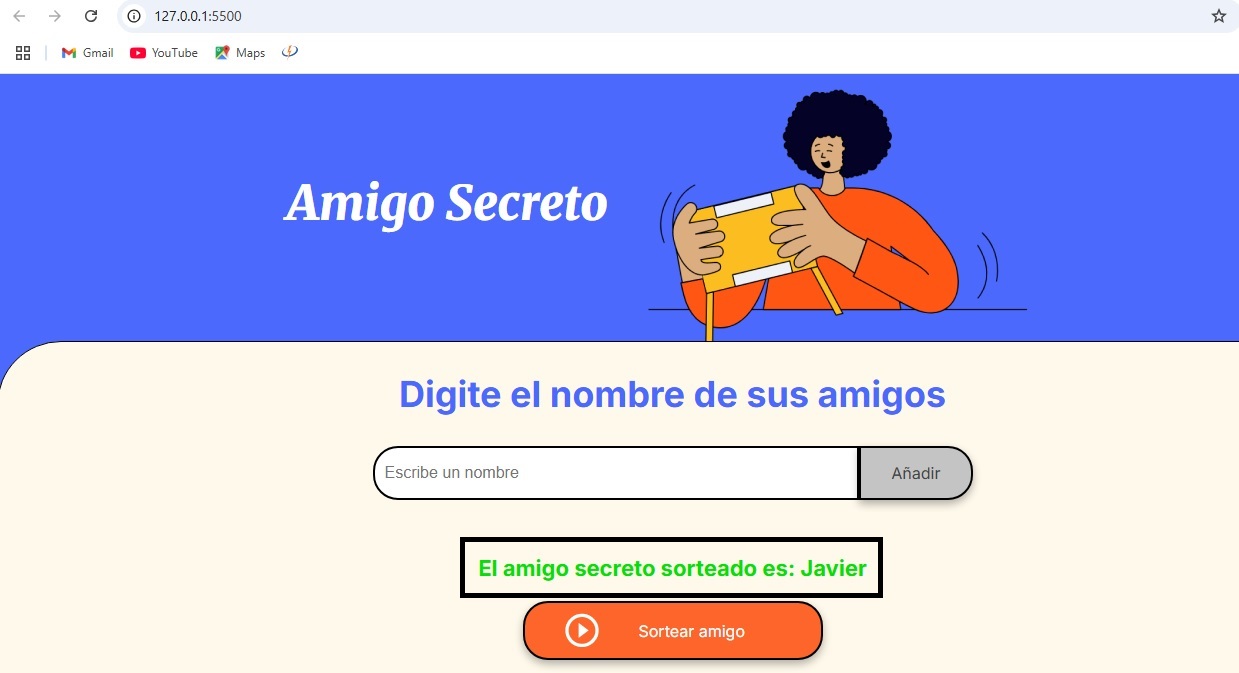 127.0.0.1:5500
Gmail YouTube Maps
Amigo Secreto
Digite el nombre de sus amigos
Escribe un nombre
Añadir
El amigo secreto sorteado es: Javier
Sortear amigo